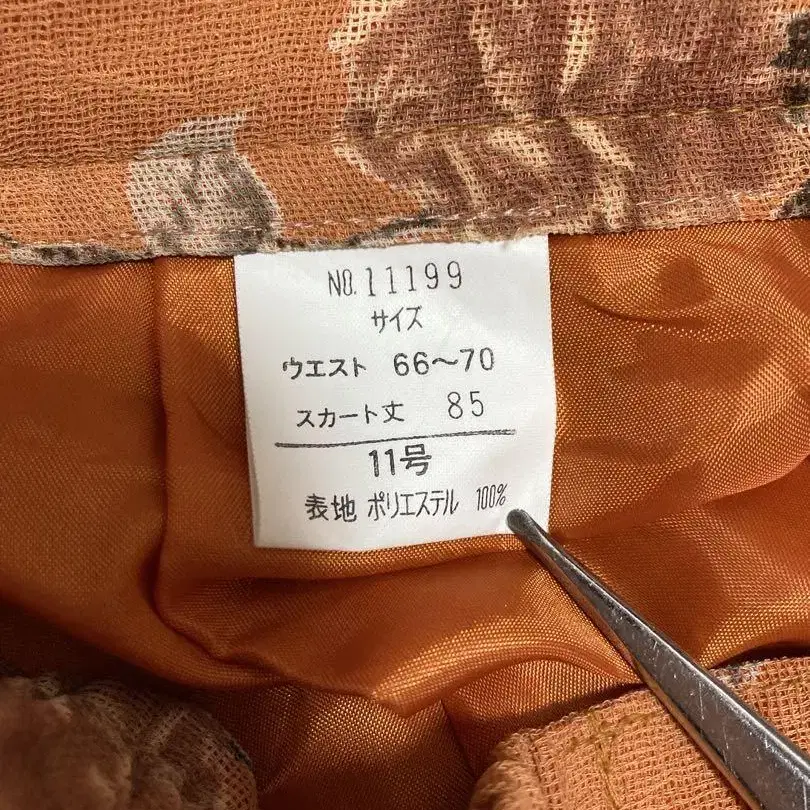 NO.11199
サイズ
ウエスト 66〜70
スカート丈 85
11号
表地 ポリエステル 100%